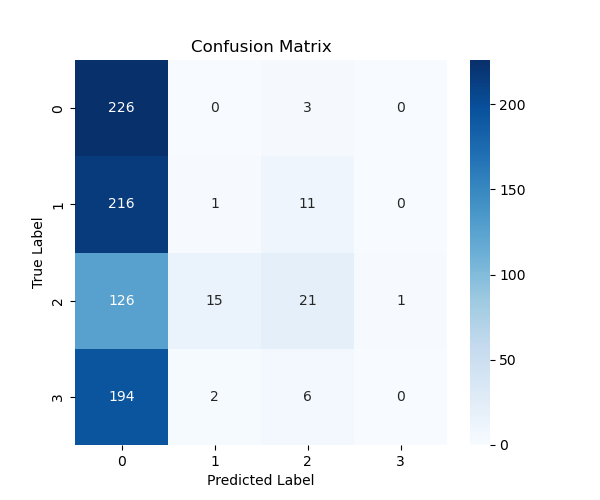 Confusion Matrix
0 226 0 3 0
1 216 1 11 0
2 126 15 21 1
3 194 2 6 0
0 1 2 3
Predicted Label
True Label
200
150
100
50
0